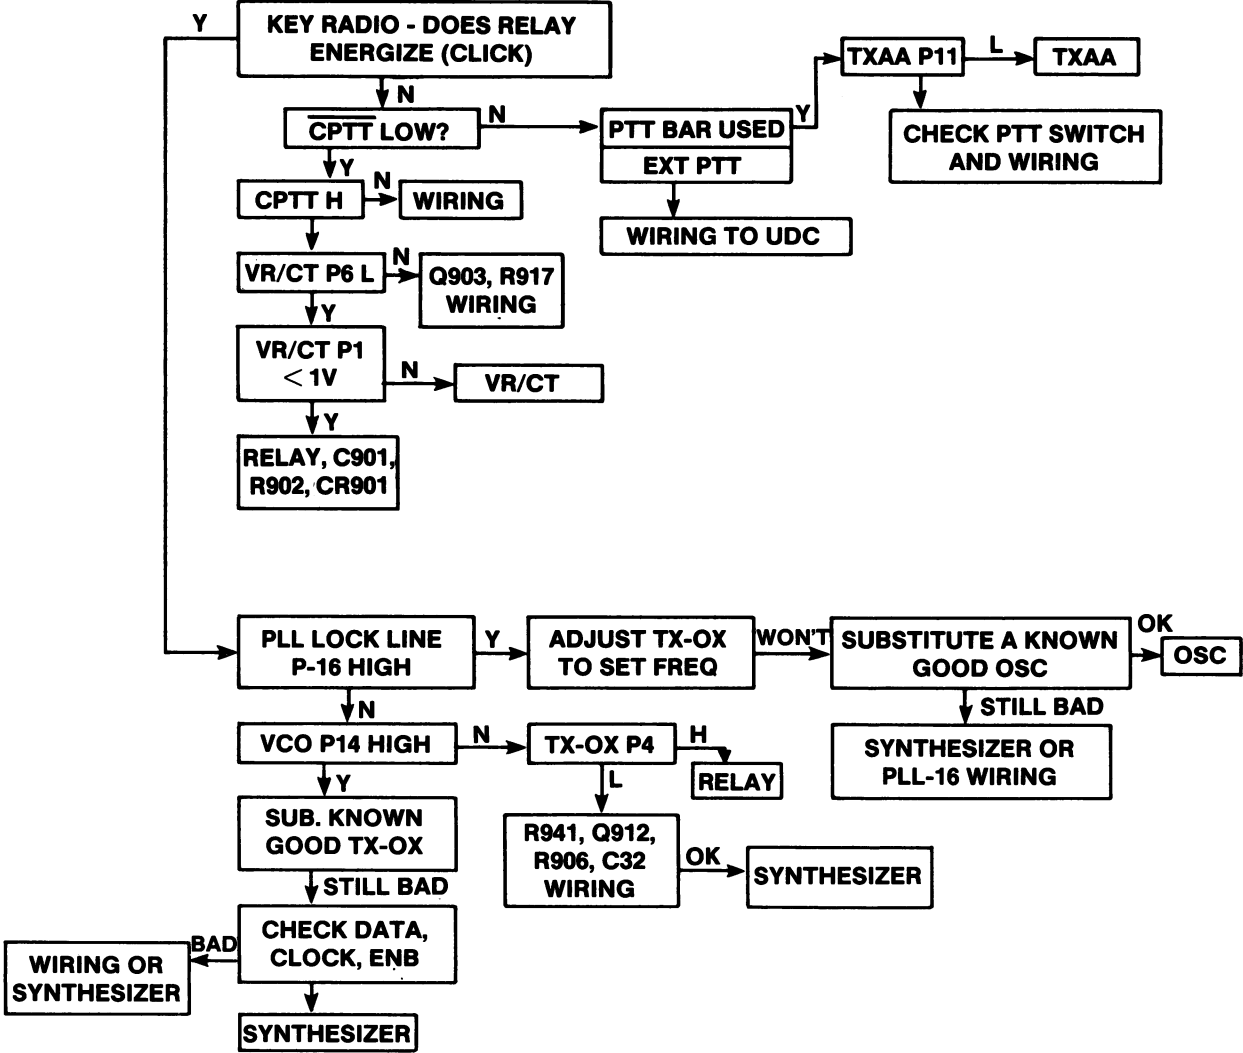 Y
KEY RADIO - DOES RELAY
ENERGIZE (CLICK)
N
CPTT LOW?
N
PTT BAR USED
EXT PTT
Y
TXAA P11
L
TXAA
CHECK PTT SWITCH
AND WIRING
WIRING TO UDC
Y
CPTT H
N
WIRING
VR/CT P6 L
N
Q903, R917
WIRING
Y
VR/CT P1
< 1V
N
VR/CT
Y
RELAY, C901,
R902, CR901
PLL LOCK LINE
P-16 HIGH
Y
ADJUST TX-OX
TO SET FREQ
WON'T
SUBSTITUTE A KNOWN
GOOD OSC
OK
OSC
STILL BAD
SYNTHESIZER OR
PLL-16 WIRING
N
VCO P14 HIGH
N
TX-OX P4
H
RELAY
L
R941, Q912,
R906, C32
WIRING
OK
SYNTHESIZER
Y
SUB. KNOWN
GOOD TX-OX
STILL BAD
CHECK DATA,
CLOCK, ENB
BAD
WIRING OR
SYNTHESIZER
SYNTHESIZER